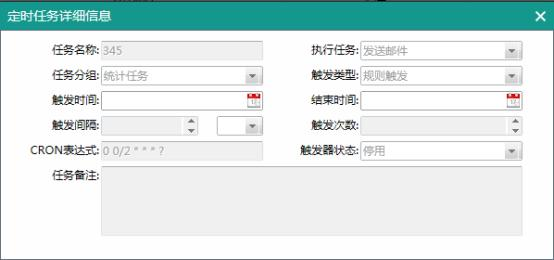 定时任务详细信息
任务名称: 345 执行任务: 发送邮件
任务分组: 统计任务 触发类型: 规则触发
触发时间: 结束时间:
触发间隔: 触发次数:
CRON表达式: 0 0/2 * * * ? 触发器状态: 停用
任务备注: